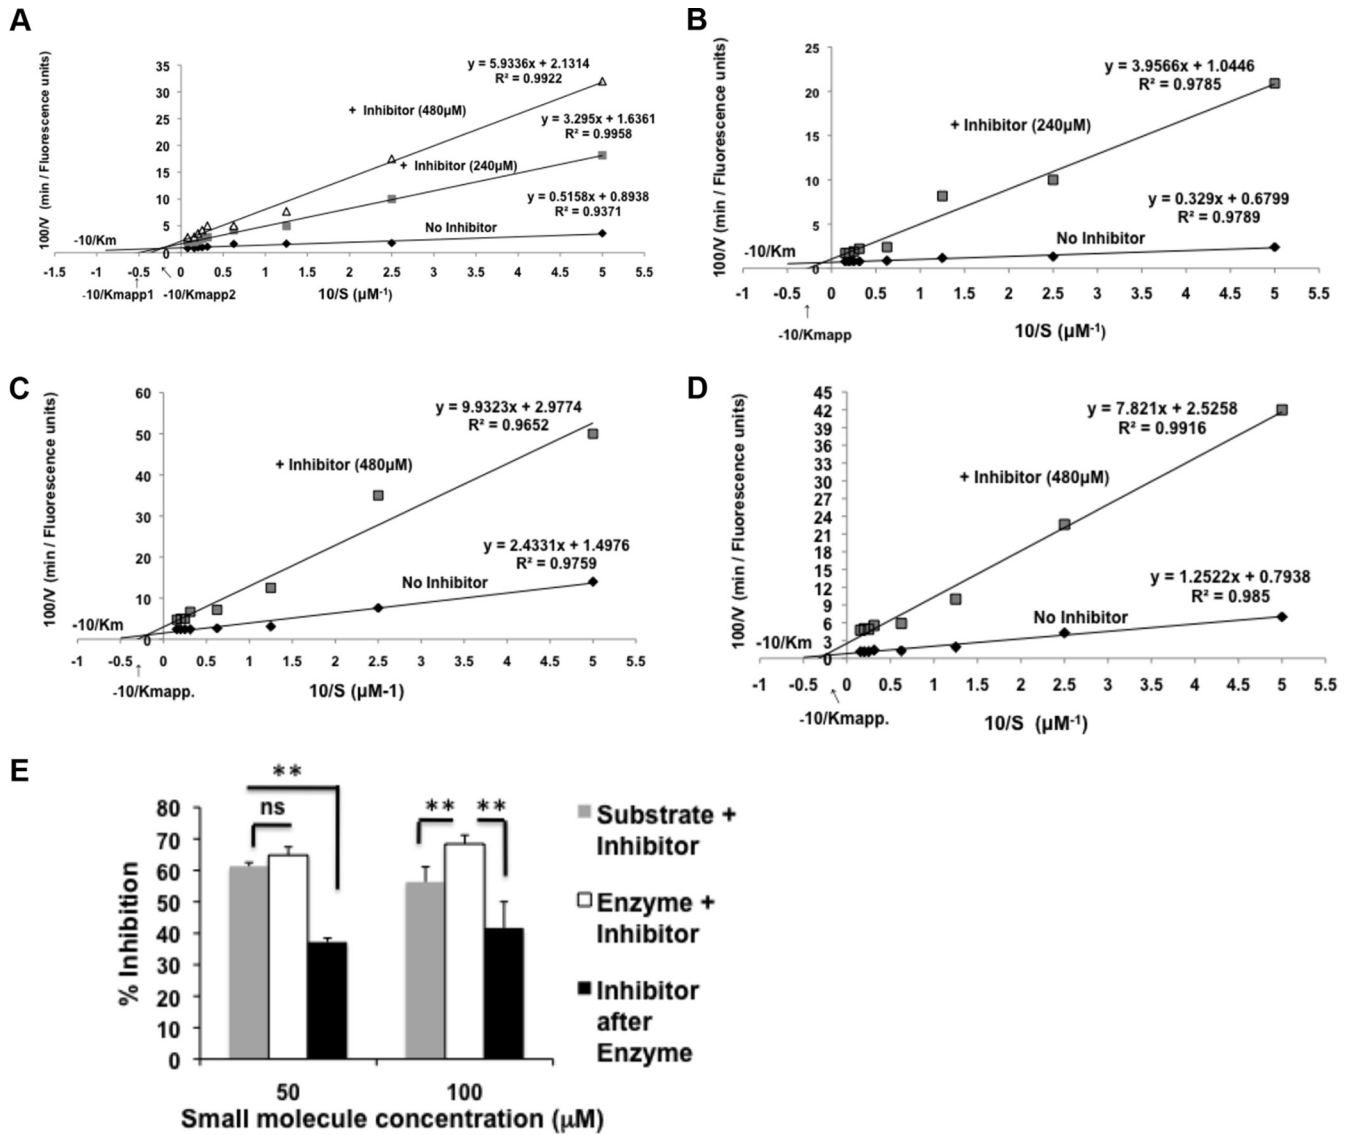 A
100/V (min / Fluorescence units)
35
30
25
20
15
10
5
0
y = 5.9336x + 2.1314
R² = 0.9922
+ Inhibitor (480µM)
y = 3.295x + 1.6361
R² = 0.9958
+ Inhibitor (240µM)
y = 0.5158x + 0.8938
R² = 0.9371
No Inhibitor
-10/Km
-1.5 -1 -0.5 0 0.5 1 1.5 2 2.5 3 3.5 4 4.5 5 5.5
-10/Kmapp1 -10/Kmapp2
10/S (µM-1)
B
100/V (min / Fluorescence units)
25
20
15
10
5
0
y = 3.9566x + 1.0446
R² = 0.9785
+ Inhibitor (240µM)
y = 0.329x + 0.6799
R² = 0.9789
No Inhibitor
-10/Km
-1 -0.5 0 0.5 1 1.5 2 2.5 3 3.5 4 4.5 5 5.5
-10/Kmapp
10/S (µM-1)
C
100/V (min / Fluorescence units)
60
50
40
30
20
10
0
y = 9.9323x + 2.9774
R² = 0.9652
+ Inhibitor (480µM)
y = 2.4331x + 1.4976
R² = 0.9759
No Inhibitor
-10/Km
-1 -0.5 0 0.5 1 1.5 2 2.5 3 3.5 4 4.5 5 5.5
-10/Kmapp.
10/S (µM-1)
D
100/V (min / Fluorescence units)
45
42
39
36
33
30
27
24
21
18
15
12
9
6
3
0
y = 7.821x + 2.5258
R² = 0.9916
+ Inhibitor (480µM)
y = 1.2522x + 0.7938
R² = 0.985
No Inhibitor
-10/Km
-1 -0.5 0 0.5 1 1.5 2 2.5 3 3.5 4 4.5 5 5.5
-10/Kmapp.
10/S (µM-1)
E
% Inhibition
80
70
60
50
40
30
20
10
0
**
ns
** **
50 100
Small molecule concentration (µM)
Substrate +
Inhibitor
Enzyme +
Inhibitor
Inhibitor
after
Enzyme